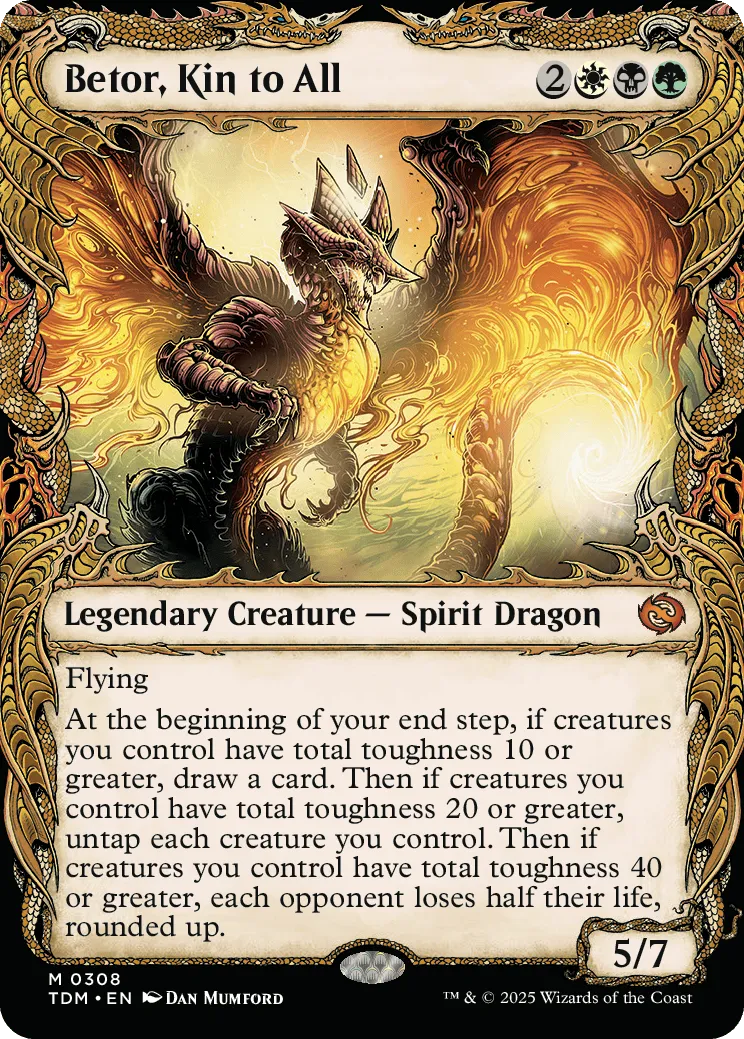 Betor, Kin to All 2
Legendary Creature — Spirit Dragon
Flying
At the beginning of your end step, if creatures
you control have total toughness 10 or
greater, draw a card. Then if creatures you
control have total toughness 20 or greater,
untap each creature you control. Then if
creatures you control have total toughness 40
or greater, each opponent loses half their life,
rounded up.
5/7
M 0308
TDM • EN Dan Mumford
™ & © 2025 Wizards of the Coast